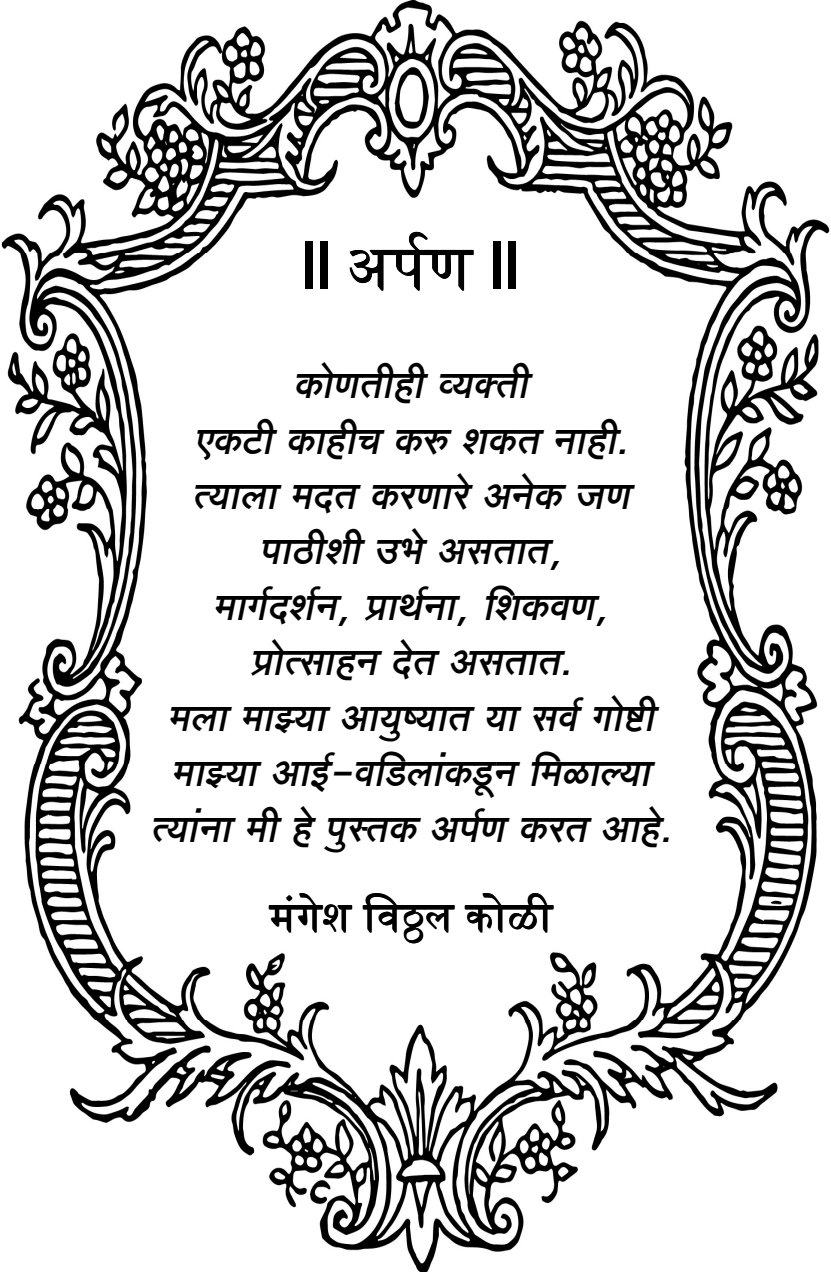 ॥ अर्पण ॥
कोणतीही व्यक्ती
एकटी काहीच करू शकत नाही.
त्याला मदत करणारे अनेक जण
पाठीशी उभे असतात,
मार्गदर्शन, प्रार्थना, शिकवण,
प्रोत्साहन देत असतात.
मला माझ्या आयुष्यात या सर्व गोष्टी
माझ्या आई-वडिलांकडून मिळाल्या
त्यांना मी हे पुस्तक अर्पण करत आहे.
मंगेश विठ्ठल कोळी